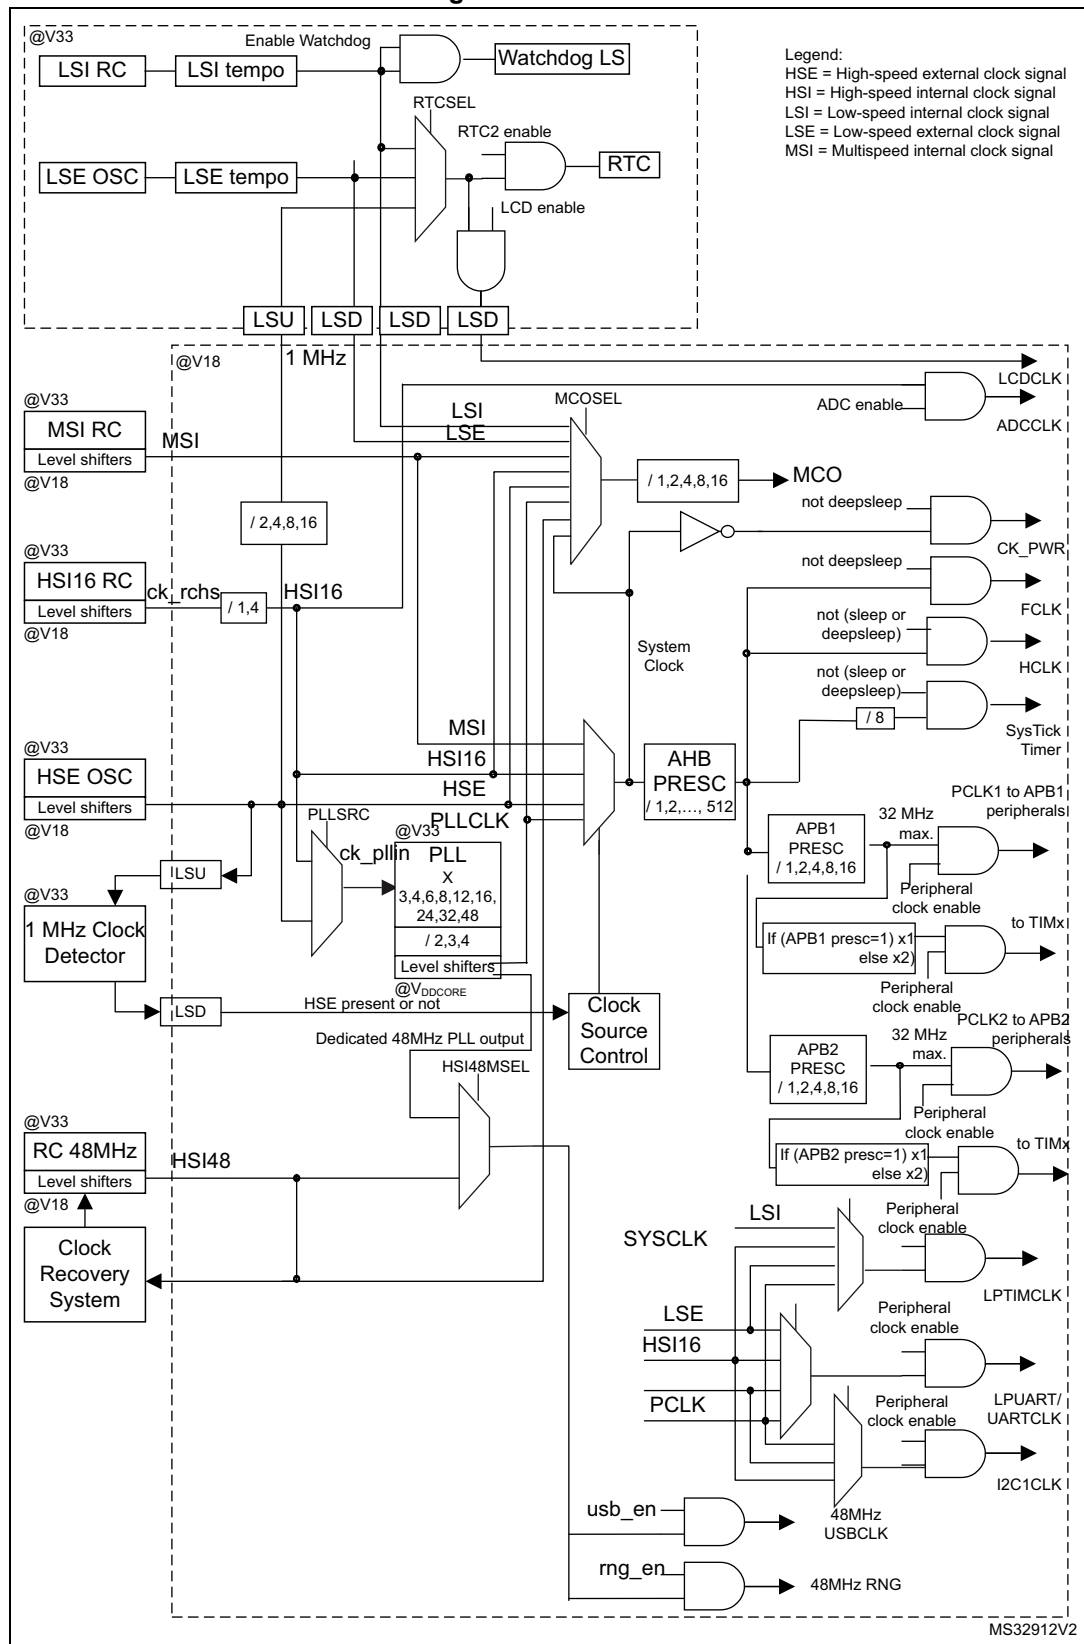 @V33
Enable Watchdog
LSI RC
LSI tempo
Watchdog LS
Legend:
HSE = High-speed external clock signal
HSI = High-speed internal clock signal
LSI = Low-speed internal clock signal
LSE = Low-speed external clock signal
MSI = Multispeed internal clock signal
RTCSEL
RTC2 enable
LSE OSC
LSE tempo
RTC
LCD enable
LSU
LSD
LSD
LSD
@V18
1 MHz
LCDCLK
@V33
MSI RC
Level shifters
@V18
MSI
LSI
LSE
MCOSEL
ADC enable
ADCCLK
/ 1,2,4,8,16
MCO
/ 2,4,8,16
not deepsleep
CK_PWR
@V33
HSI16 RC
Level shifters
@V18
ck_rchs
/ 1,4
HSI16
not deepsleep
FCLK
not (sleep or
deepsleep)
HCLK
System
Clock
not (sleep or
deepsleep)
/ 8
SysTick
Timer
@V33
HSE OSC
Level shifters
@V18
MSI
HSI16
HSE
PLLCLK
AHB
PRESC
/ 1,2,..., 512
PCLK1 to APB1
peripherals
32 MHz
max.
APB1
PRESC
/ 1,2,4,8,16
Peripheral
clock enable
PLLSRC
ck_pllin
@V33
PLL
X
3,4,6,8,12,16,
24,32,48
/ 2,3,4
Level shifters
@VDDCORE
LSU
@V33
1 MHz Clock
Detector
LSD
HSE present or not
Clock
Source
Control
If (APB1 presc=1) x1
else x2)
to TIMx
Peripheral
clock enable
PCLK2 to APB2
peripherals
32 MHz
max.
APB2
PRESC
/ 1,2,4,8,16
Peripheral
clock enable
Dedicated 48MHz PLL output
HSI48MSEL
If (APB2 presc=1) x1
else x2)
to TIMx
Peripheral
clock enable
@V33
RC 48MHz
Level shifters
@V18
HSI48
Clock
Recovery
System
LSI
SYSCLK
LPTIMCLK
LSE
HSI16
PCLK
Peripheral
clock enable
LPUART/
UARTCLK
Peripheral
clock enable
I2C1CLK
usb_en
48MHz
USBCLK
rng_en
48MHz RNG
MS32912V2